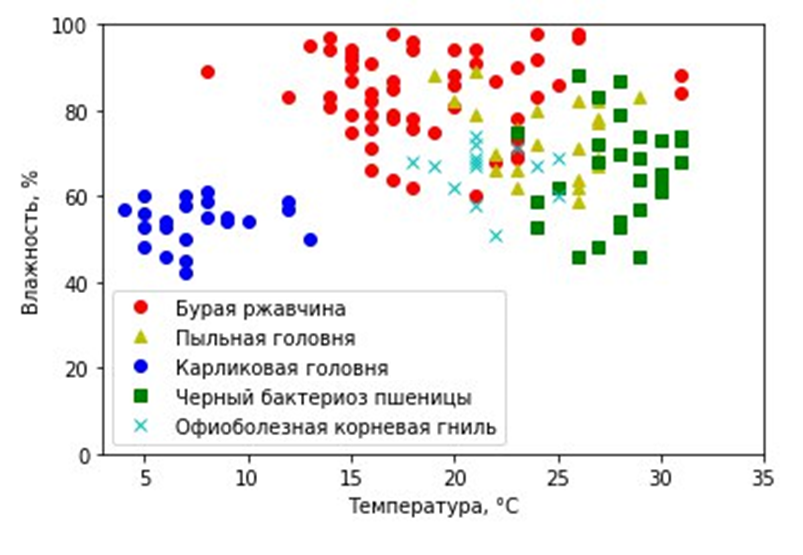 100
80
60
40
20
0
Влажность, %
Бурая ржавчина
Пыльная головня
Карликовая головня
Черный бактериоз пшеницы
Офиоболезная корневая гниль
5 10 15 20 25 30 35
Температура, °C